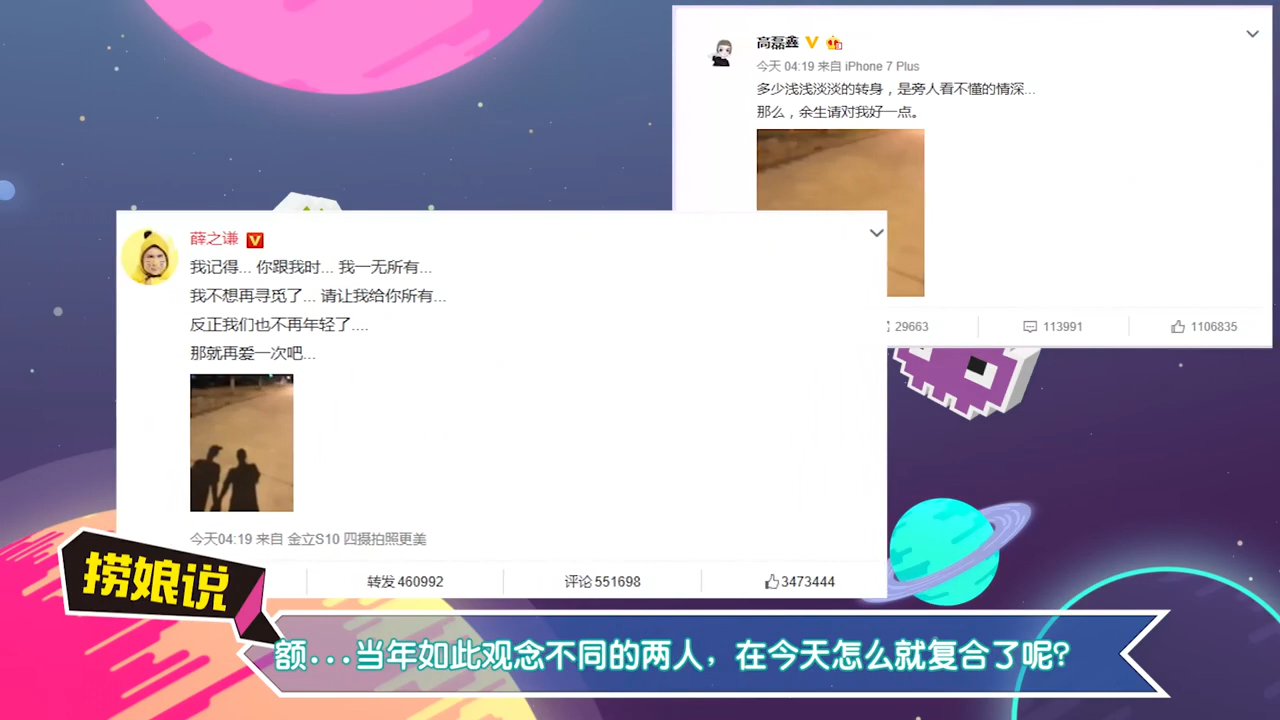 高磊鑫
今天 04:19 来自 iPhone 7 Plus
多少浅浅淡淡的转身，是旁人看不懂的情深...
那么，余生请对我好一点。
29663
113991
1106835
薛之谦
我记得... 你跟我时... 我一无所有...
我不想再寻觅了... 请让我给你所有...
反正我们也不再年轻了....
那就再爱一次吧...
今天04:19 来自 金立S10 四摄拍照更美
转发 460992
评论 551698
3473444
捞娘说
额...当年如此观念不同的两人，在今天怎么就复合了呢?